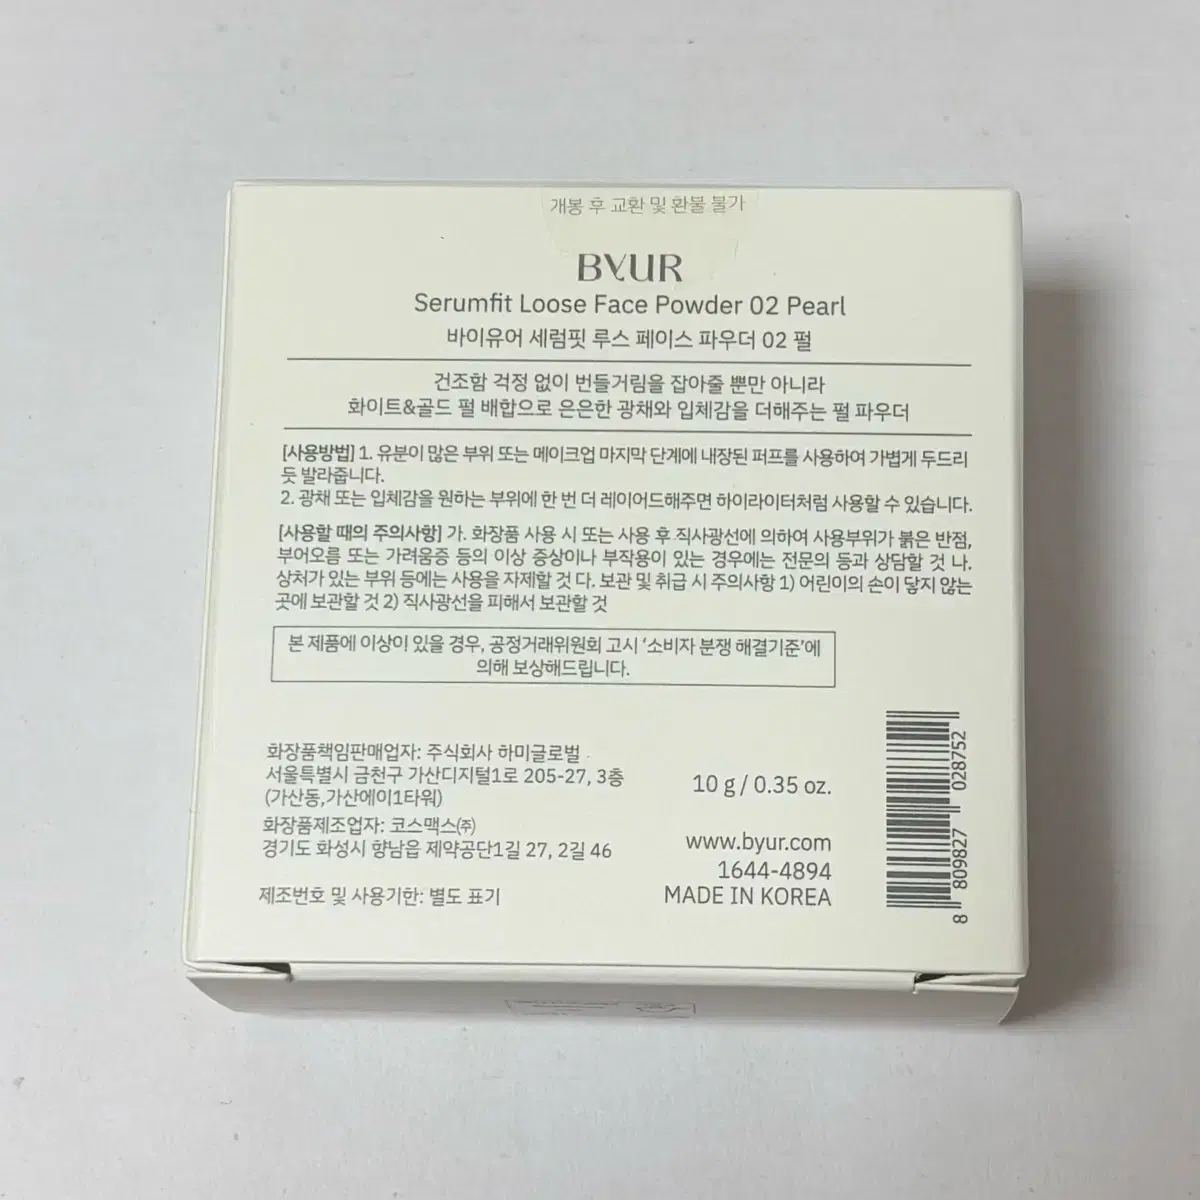 개봉 후 교환 및 환불 불가
BYUR
Serumfit Loose Face Powder 02 Pearl
바이유어 세럼핏 루스 페이스 파우더 02 펄
건조함 걱정 없이 번들거림을 잡아줄 뿐만 아니라
화이트&골드 펄 배합으로 은은한 광채와 입체감을 더해주는 펄 파우더
[사용방법] 1. 유분이 많은 부위 또는 메이크업 마지막 단계에 내장된 퍼프를 사용하여 가볍게 두드리
듯 발라줍니다.
2. 광채 또는 입체감을 원하는 부위에 한 번 더 레이어드해주면 하이라이터처럼 사용할 수 있습니다.
[사용할 때의 주의사항] 가. 화장품 사용 시 또는 사용 후 직사광선에 의하여 사용부위가 붉은 반점,
부어오름 또는 가려움증 등의 이상 증상이나 부작용이 있는 경우에는 전문의 등과 상담할 것 나.
상처가 있는 부위 등에는 사용을 자제할 것 다. 보관 및 취급 시 주의사항 1) 어린이의 손이 닿지 않는
곳에 보관할 것 2) 직사광선을 피해서 보관할 것
본 제품에 이상이 있을 경우, 공정거래위원회 고시 ‘소비자 분쟁 해결기준’에
의해 보상해드립니다.
화장품책임판매업자: 주식회사 하미글로벌
서울특별시 금천구 가산디지털1로 205-27, 3층
(가산동,가산에이1타워)
화장품제조업자: 코스맥스㈜
경기도 화성시 향남읍 제약공단1길 27, 2길 46
제조번호 및 사용기한: 별도 표기
10 g / 0.35 oz.
www.byur.com
1644-4894
MADE IN KOREA
8 809827 028752